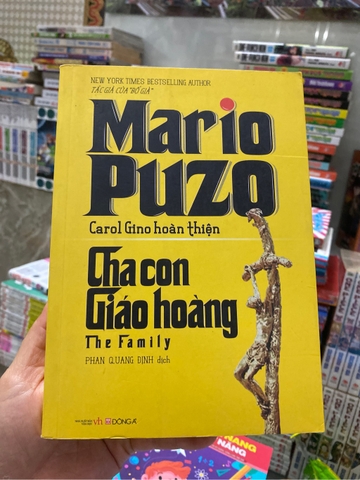 NEW YORK TIMES BESTSELLING AUTHOR
TÁC GIẢ CỦA "BỐ GIÀ"
Mario
PUZO
Carol Gino hoàn thiện
Cha con
Giáo hoàng
The Family
PHAN QUANG ĐỊNH dịch
ĐÔNG A
NĂNG